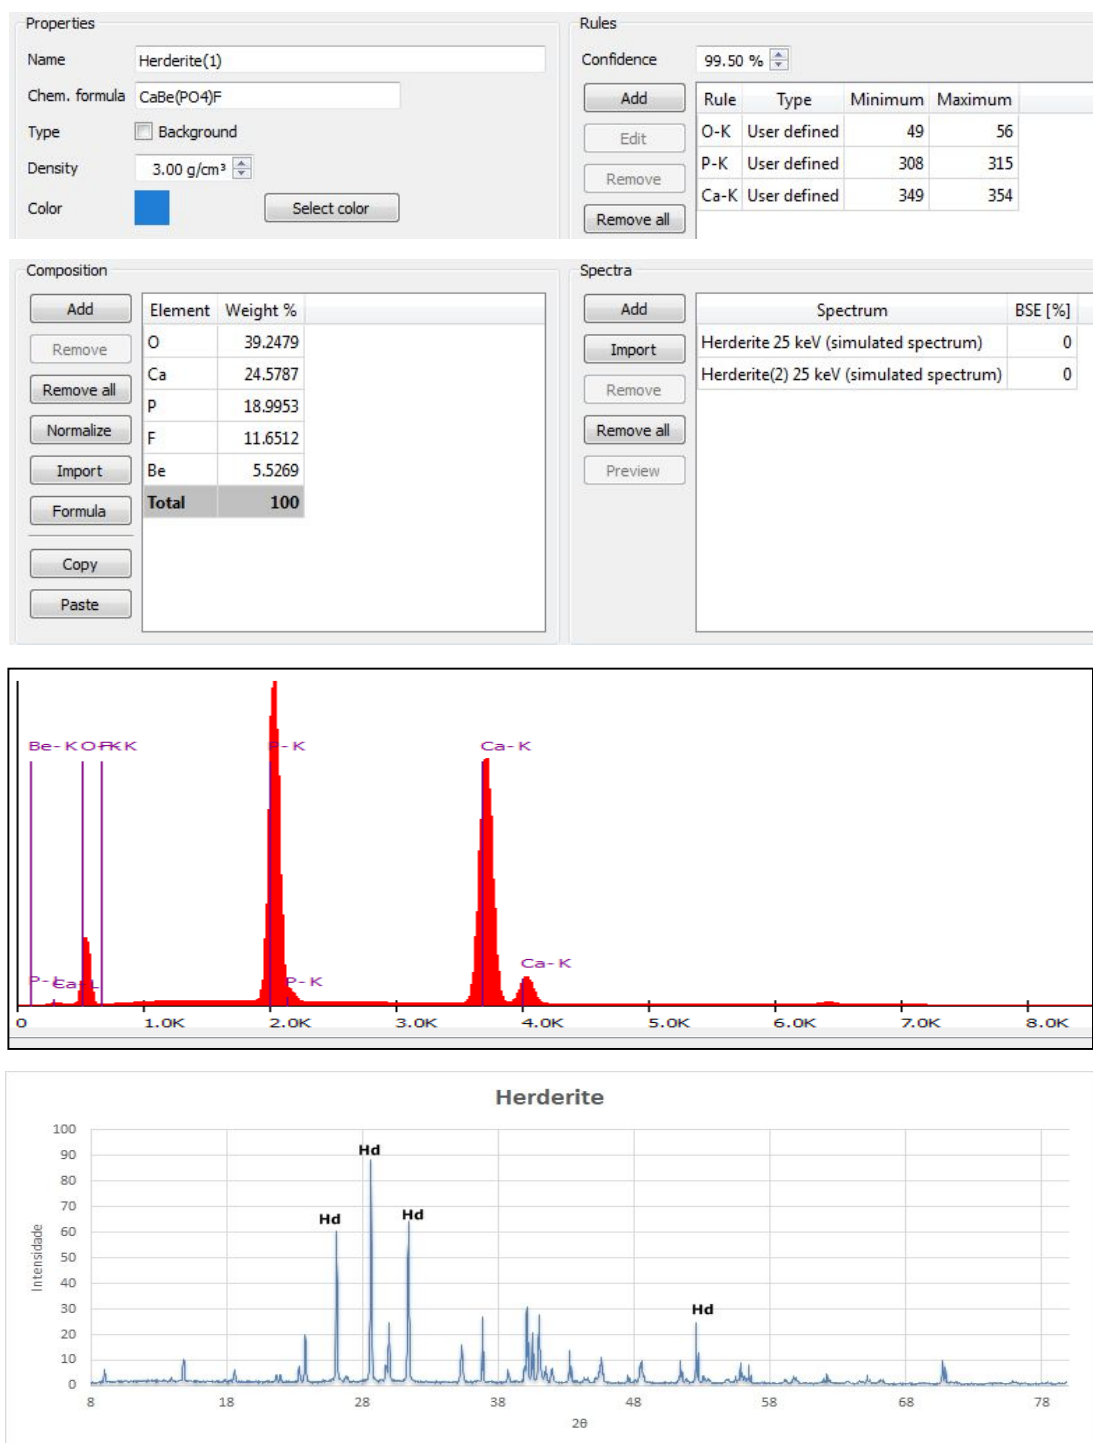 Properties
Name Herderite(1)
Chem. formula CaBe(PO4)F
Type Background
Density 3.00 g/cm³
Color Select color
Rules
Confidence 99.50 %
Add
Edit
Remove
Remove all
Rule Type Minimum Maximum
O-K User defined 49 56
P-K User defined 308 315
Ca-K User defined 349 354
Composition
Add
Remove
Remove all
Normalize
Import
Formula
Copy
Paste
Element Weight %
O 39.2479
Ca 24.5787
P 18.9953
F 11.6512
Be 5.5269
Total 100
Spectra
Add
Import
Remove
Remove all
Preview
Spectrum BSE [%]
Herderite 25 keV (simulated spectrum) 0
Herderite(2) 25 keV (simulated spectrum) 0
Be-K P-K Ca-K
Ca-K
P-K
0 1.0K 2.0K 3.0K 4.0K 5.0K 6.0K 7.0K 8.0K
Herderite
Intensidade
100
90
80
70
60
50
40
30
20
10
0
Hd
Hd
Hd
Hd
8 18 28 38 48 58 68 78
2θ